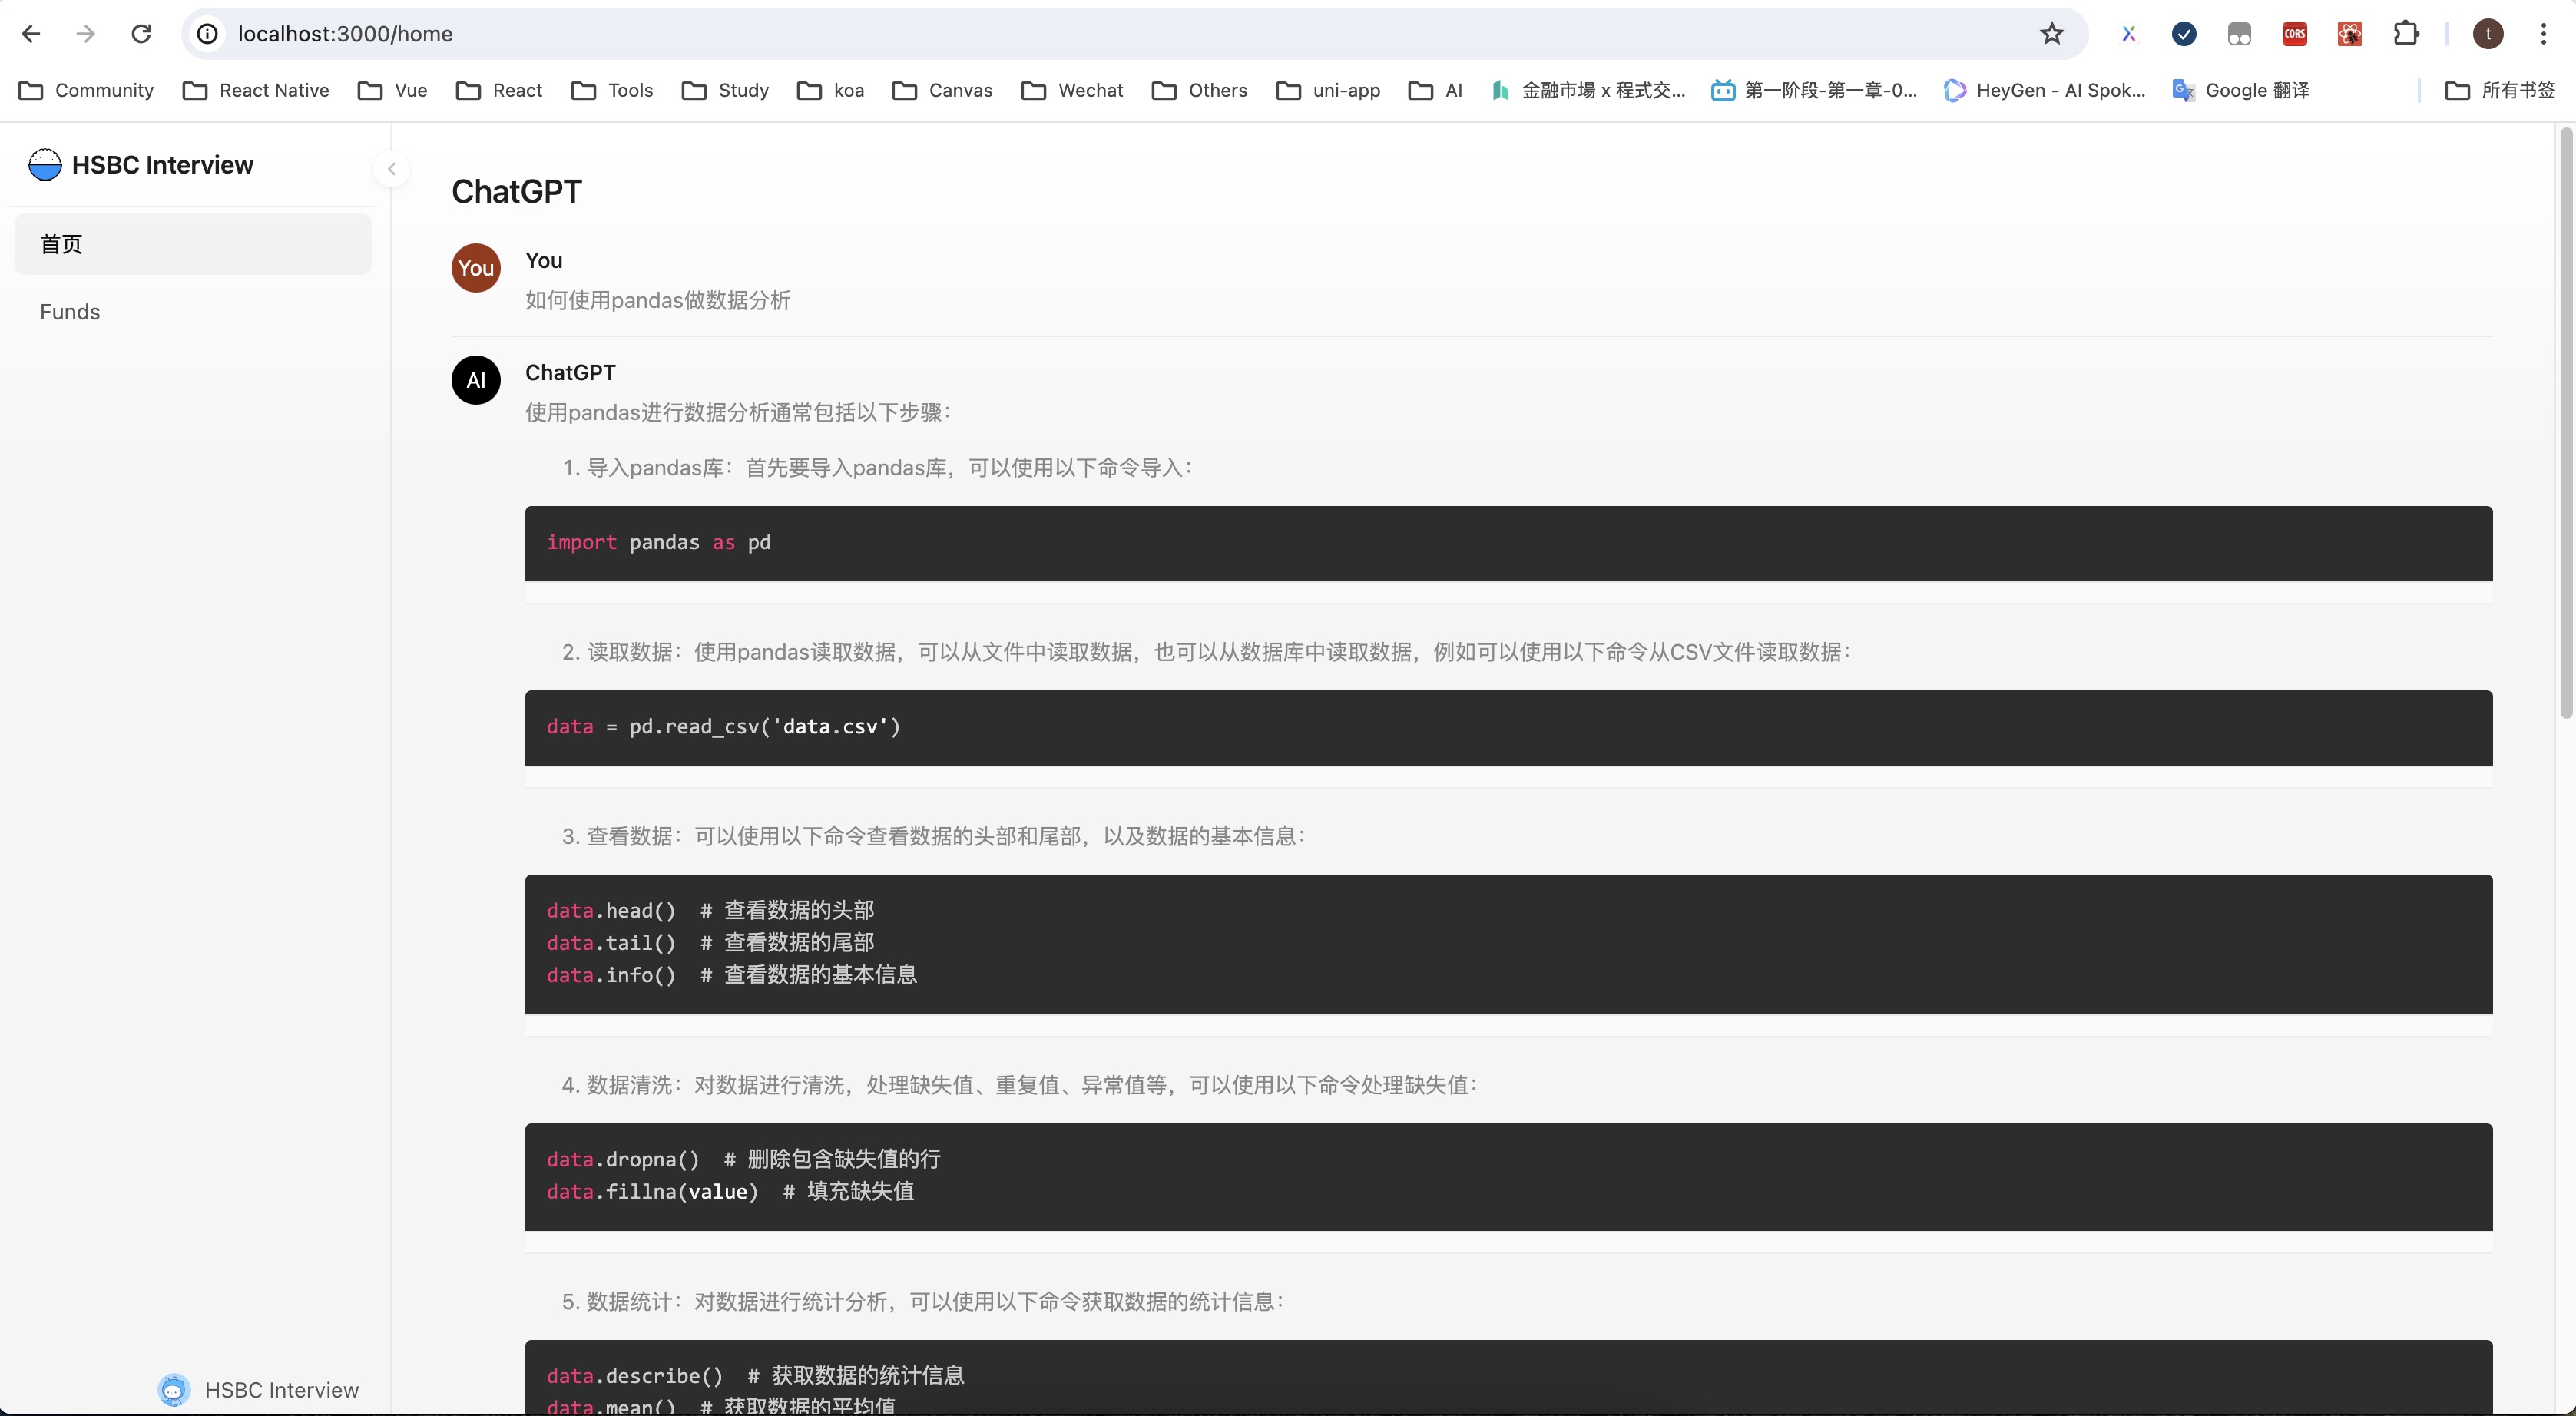 localhost:3000/home
t
Community
React Native
Vue
React
Tools
Study
koa
Canvas
Wechat
Others
uni-app
AI
金融市場 x 程式交...
第一阶段-第一章-0...
HeyGen - AI Spok...
Google 翻译
所有书签
HSBC Interview
首页
Funds
HSBC Interview
ChatGPT
You
You
如何使用pandas做数据分析
AI
ChatGPT
使用pandas进行数据分析通常包括以下步骤：
1. 导入pandas库：首先要导入pandas库，可以使用以下命令导入：
import pandas as pd
2. 读取数据：使用pandas读取数据，可以从文件中读取数据，也可以从数据库中读取数据，例如可以使用以下命令从CSV文件读取数据：
data = pd.read_csv('data.csv')
3. 查看数据：可以使用以下命令查看数据的头部和尾部，以及数据的基本信息：
data.head()  # 查看数据的头部
data.tail()  # 查看数据的尾部
data.info()  # 查看数据的基本信息
4. 数据清洗：对数据进行清洗，处理缺失值、重复值、异常值等，可以使用以下命令处理缺失值：
data.dropna()  # 删除包含缺失值的行
data.fillna(value)  # 填充缺失值
5. 数据统计：对数据进行统计分析，可以使用以下命令获取数据的统计信息：
data.describe()  # 获取数据的统计信息
data.mean()  # 获取数据的平均值